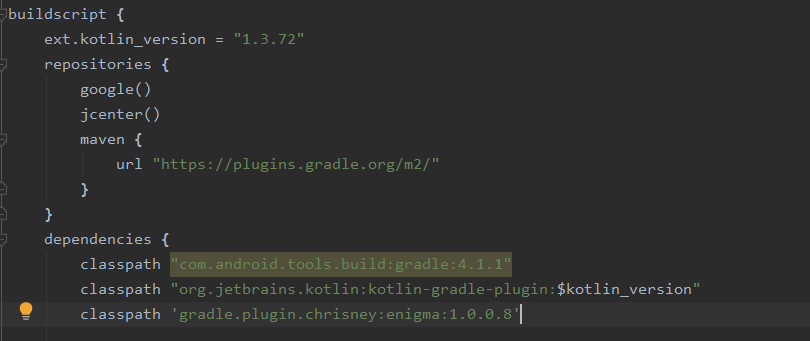 buildscript {
    ext.kotlin_version = "1.3.72"
    repositories {
        google()
        jcenter()
        maven {
            url "https://plugins.gradle.org/m2/"
        }
    }
    dependencies {
        classpath "com.android.tools.build:gradle:4.1.1"
        classpath "org.jetbrains.kotlin:kotlin-gradle-plugin:$kotlin_version"
        classpath 'gradle.plugin.chrisney:enigma:1.0.0.8'